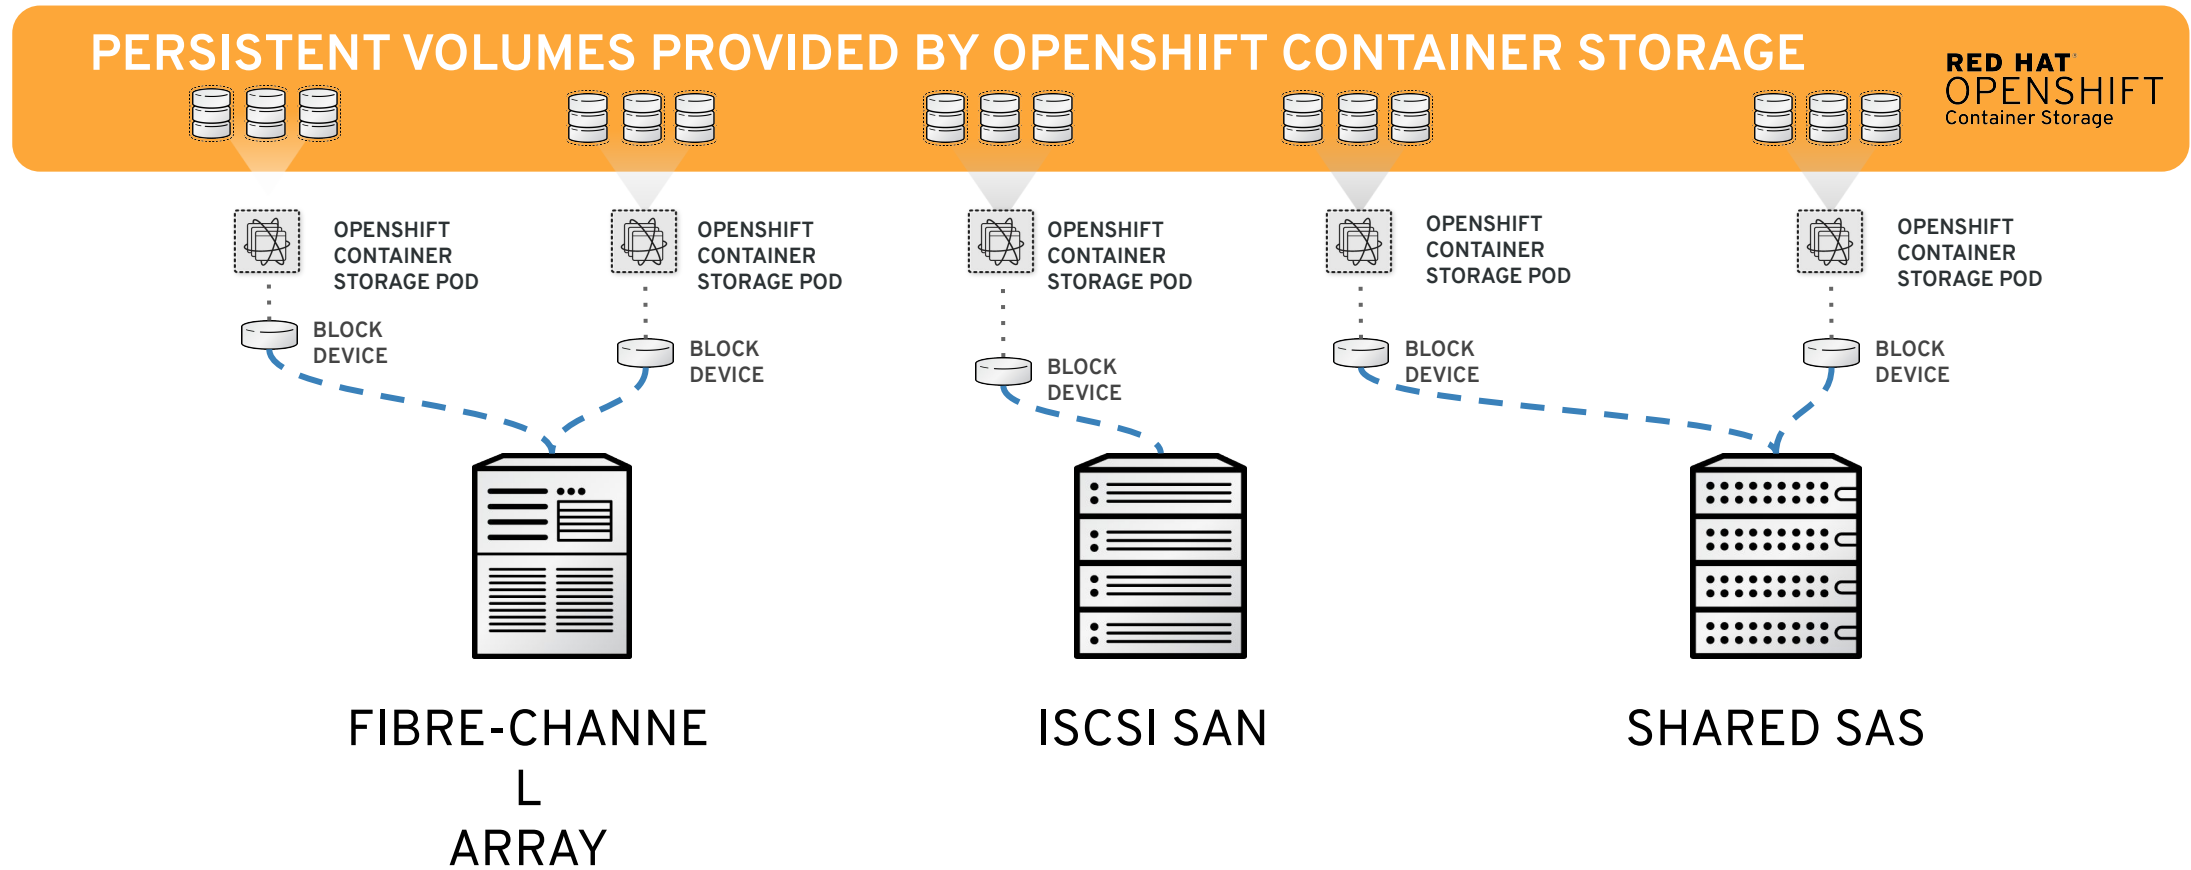 PERSISTENT VOLUMES PROVIDED BY OPENSHIFT CONTAINER STORAGE
RED HAT
OPENSHIFT
Container Storage
OPENSHIFT
CONTAINER
STORAGE POD
OPENSHIFT
CONTAINER
STORAGE POD
OPENSHIFT
CONTAINER
STORAGE POD
OPENSHIFT
CONTAINER
STORAGE POD
OPENSHIFT
CONTAINER
STORAGE POD
BLOCK
DEVICE
BLOCK
DEVICE
BLOCK
DEVICE
BLOCK
DEVICE
BLOCK
DEVICE
FIBRE-CHANNE
L
ARRAY
ISCSI SAN
SHARED SAS